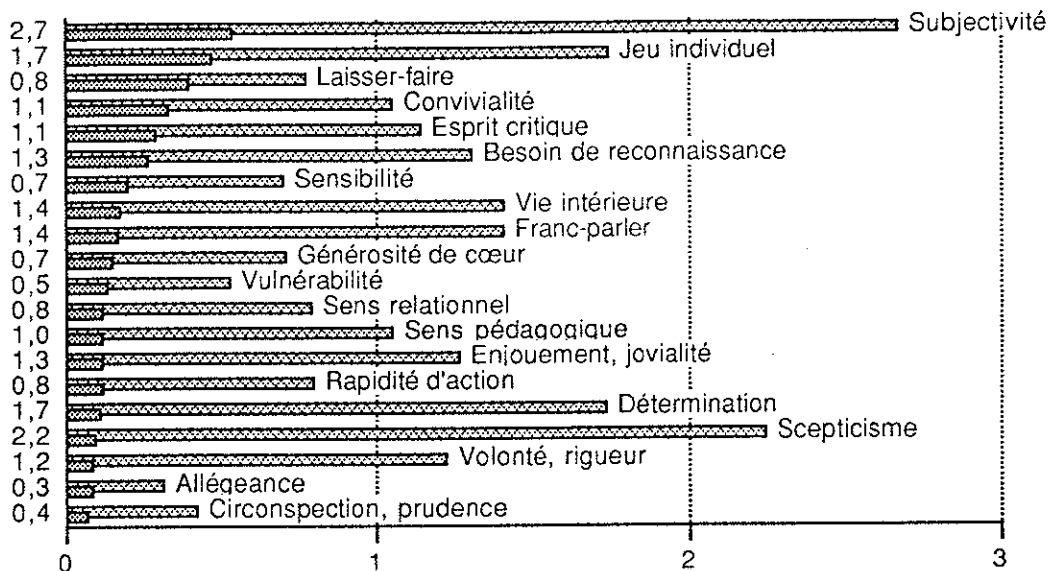 2,7 Subjectivité
1,7 Jeu individuel
0,8 Laisser-faire
1,1 Convivialité
1,1 Esprit critique
1,3 Besoin de reconnaissance
0,7 Sensibilité
1,4 Vie intérieure
1,4 Franc-parler
0,7 Générosité de cœur
0,5 Vulnérabilité
0,8 Sens relationnel
1,0 Sens pédagogique
1,3 Enjouement, jovialité
0,8 Rapidité d'action
1,7 Détermination
2,2 Scepticisme
1,2 Volonté, rigueur
0,3 Allégeance
0,4 Circonspection, prudence
0 1 2 3